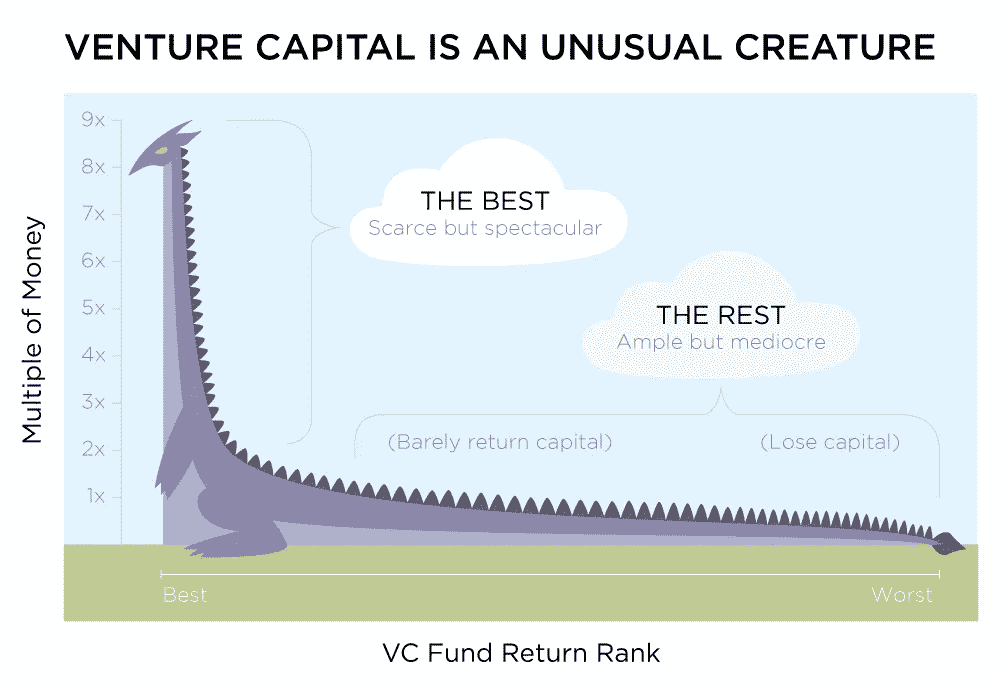 VENTURE CAPITAL IS AN UNUSUAL CREATURE
9x
8x
7x
6x
5x
4x
3x
2x
1x
Multiple of Money
THE BEST
Scarce but spectacular
THE REST
Ample but mediocre
(Barely return capital)
(Lose capital)
Best
Worst
VC Fund Return Rank